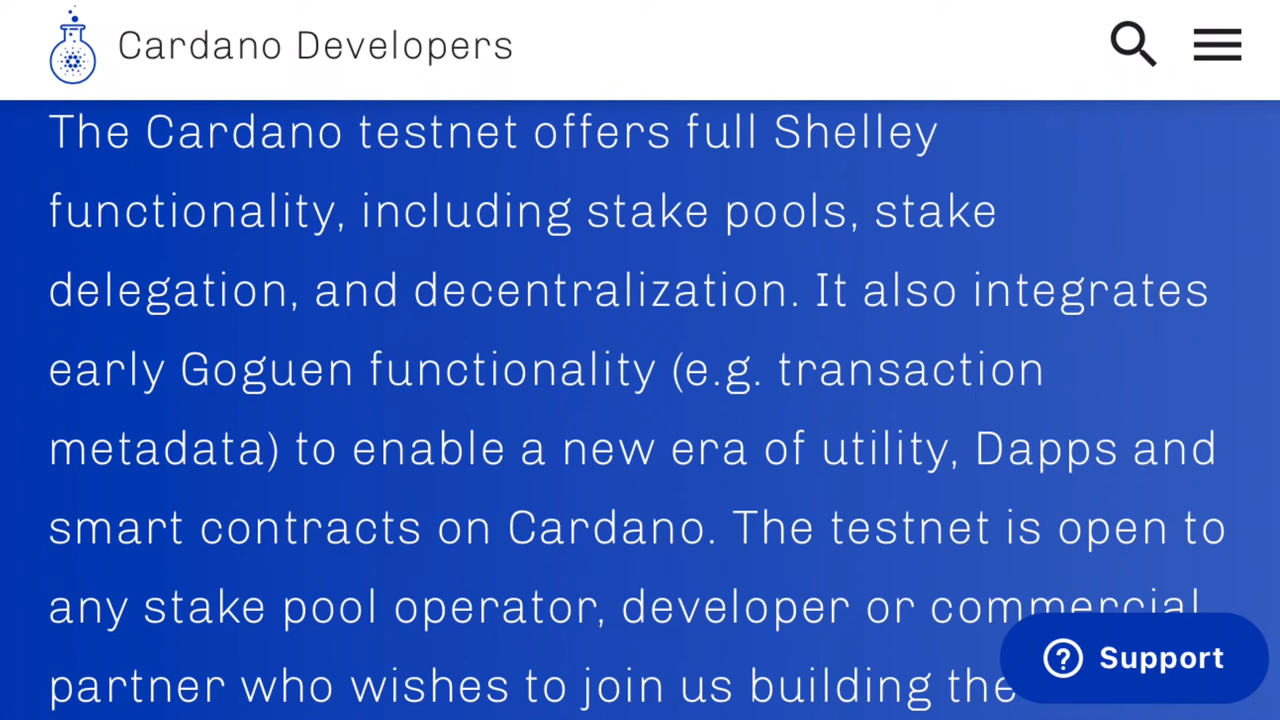 Cardano Developers
The Cardano testnet offers full Shelley
functionality, including stake pools, stake
delegation, and decentralization. It also integrates
early Goguen functionality (e.g. transaction
metadata) to enable a new era of utility, Dapps and
smart contracts on Cardano. The testnet is open to
any stake pool operator, developer or commercial
partner who wishes to join us building the
Support